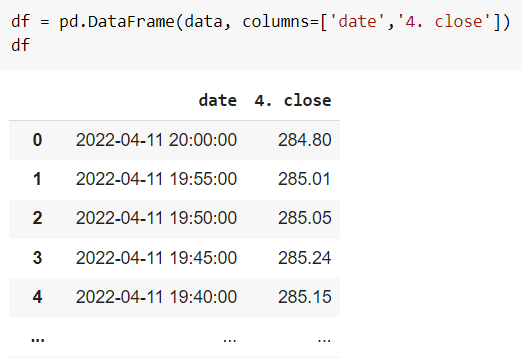 df = pd.DataFrame(data, columns=['date','4. close'])
df
date 4. close
0 2022-04-11 20:00:00 284.80
1 2022-04-11 19:55:00 285.01
2 2022-04-11 19:50:00 285.05
3 2022-04-11 19:45:00 285.24
4 2022-04-11 19:40:00 285.15
... ... ...